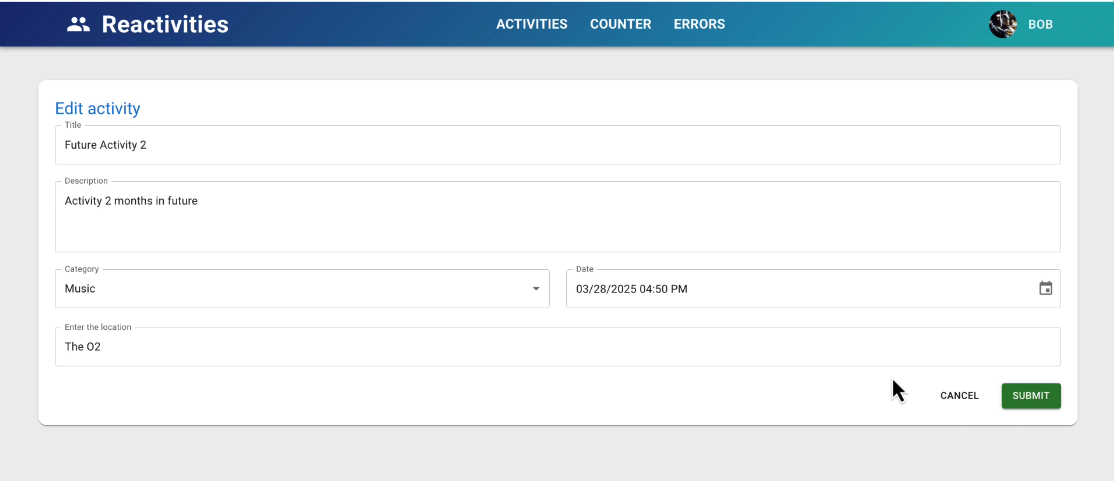 Reactivities ACTIVITIES COUNTER ERRORS BOB
Edit activity
Title
Future Activity 2
Description
Activity 2 months in future
Category Date
Music 03/28/2025 04:50 PM
Enter the location
The O2
CANCEL SUBMIT